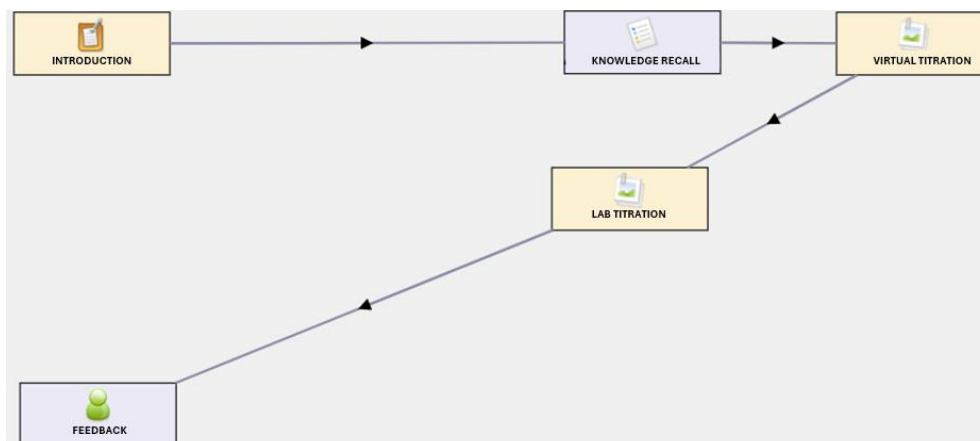 INTRODUCTION
KNOWLEDGE RECALL
VIRTUAL TITRATION
LAB TITRATION
FEEDBACK